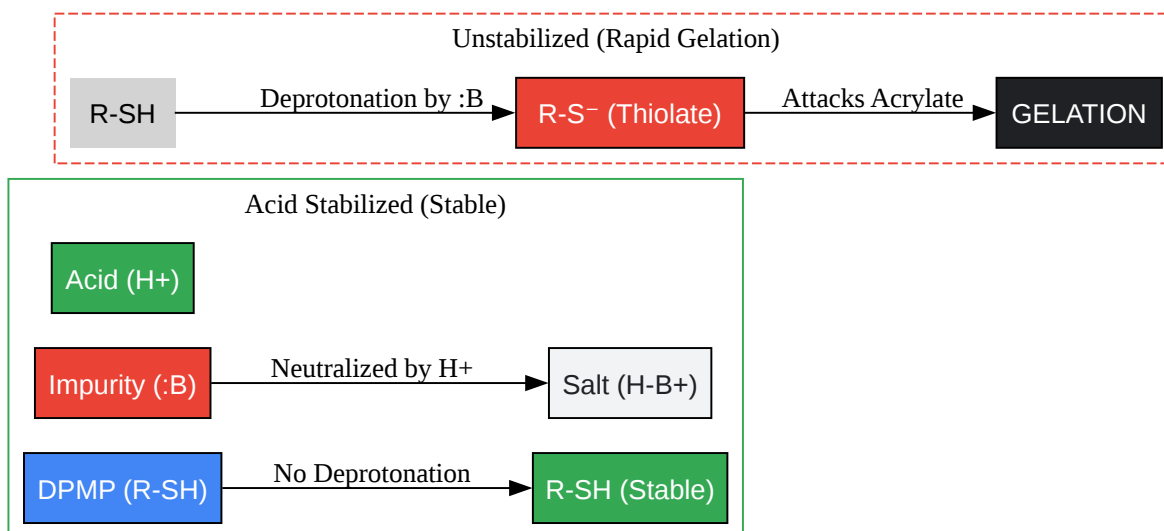 Unstabilized (Rapid Gelation)
R-SH
Deprotonation by :B
R-S⁻ (Thiolate)
Attacks Acrylate
GELATION
Acid Stabilized (Stable)
Acid (H+)
Impurity (:B)
Neutralized by H+
Salt (H-B+)
DPMP (R-SH)
No Deprotonation
R-SH (Stable)